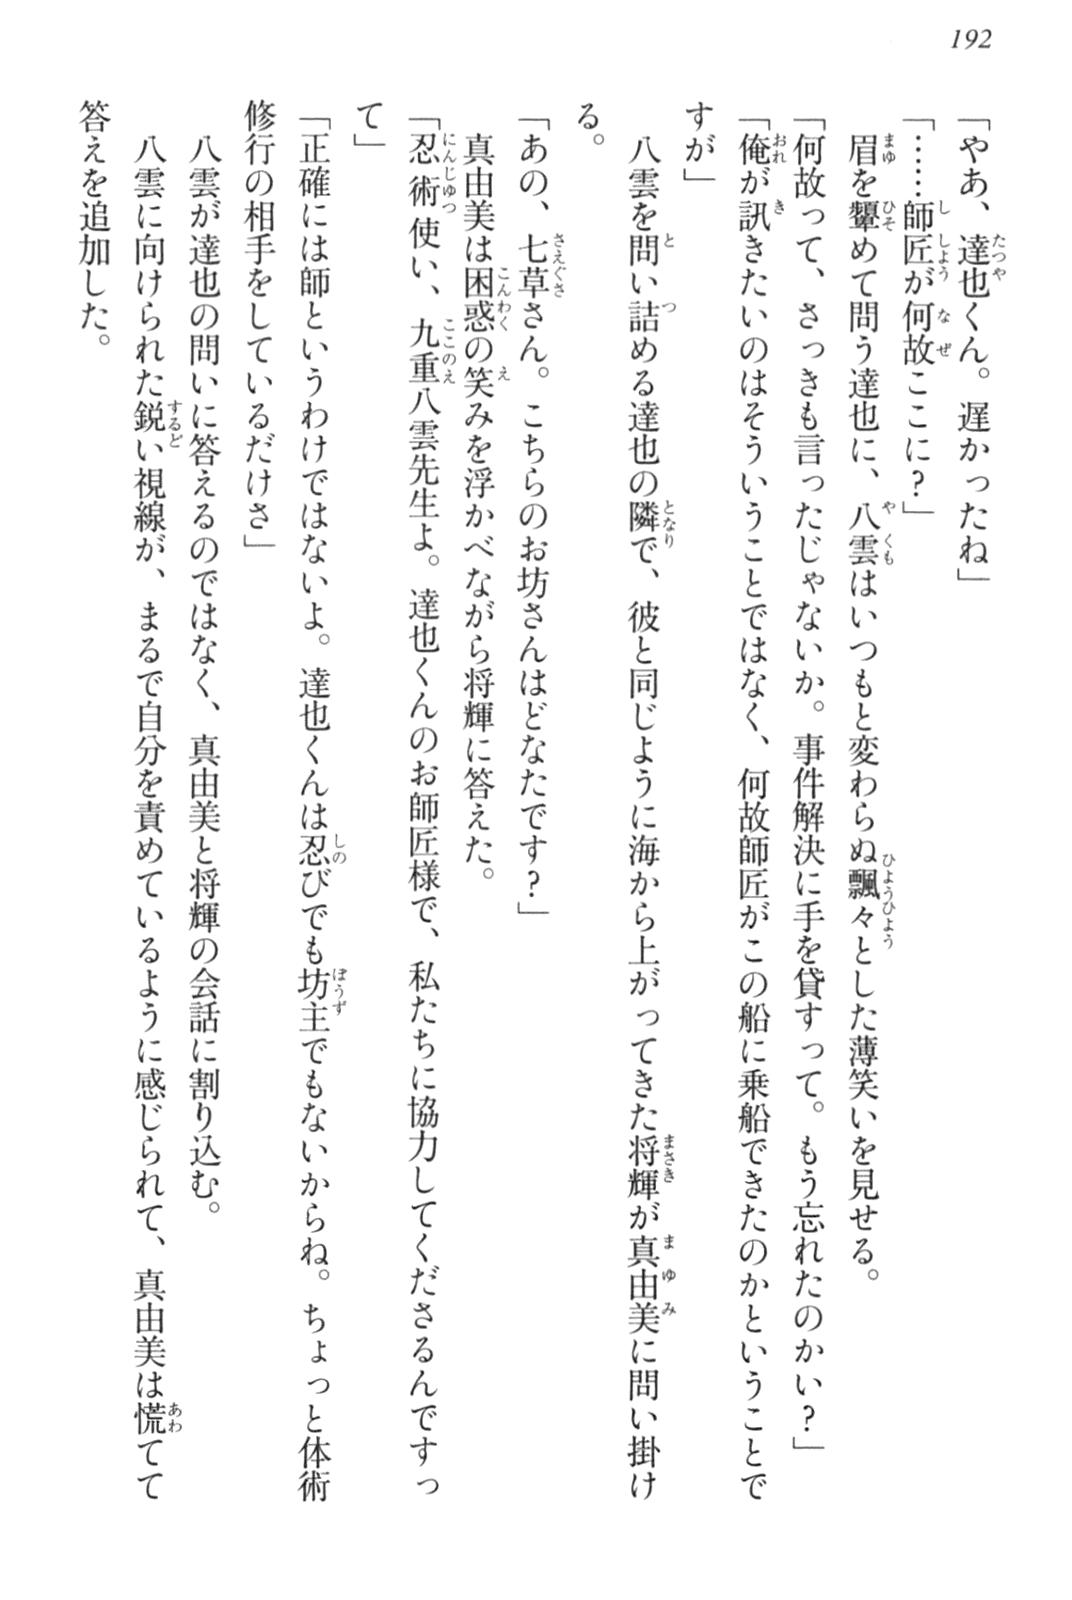 192
「やあ、達也くん。遅かったね」
「……師匠が何故ここに？」
眉を顰めて問う達也に、八雲はいつもと変わらぬ飄々とした薄笑いを見せる。
「何故って、さっきも言ったじゃないか。事件解決に手を貸すって。もう忘れたのかい？」
「俺が訊きたいのはそういうことではなく、何故師匠がこの船に乗船できたのかということで
すが」
八雲を問い詰める達也の隣で、彼と同じように海から上がってきた将輝が真由美に問い掛け
る。
「あの、七草さん。こちらのお坊さんはどなたです？」
真由美は困惑の笑みを浮かべながら将輝に答えた。
「忍術使い、九重八雲先生よ。達也くんのお師匠様で、私たちに協力してくださるんですっ
て」
「正確には師というわけではないよ。達也くんは忍びでも坊主でもないからね。ちょっと体術
修行の相手をしているだけさ」
八雲が達也の問いに答えるのではなく、真由美と将輝の会話に割り込む。
八雲に向けられた鋭い視線が、まるで自分を責めているように感じられて、真由美は慌てて
答えを追加した。